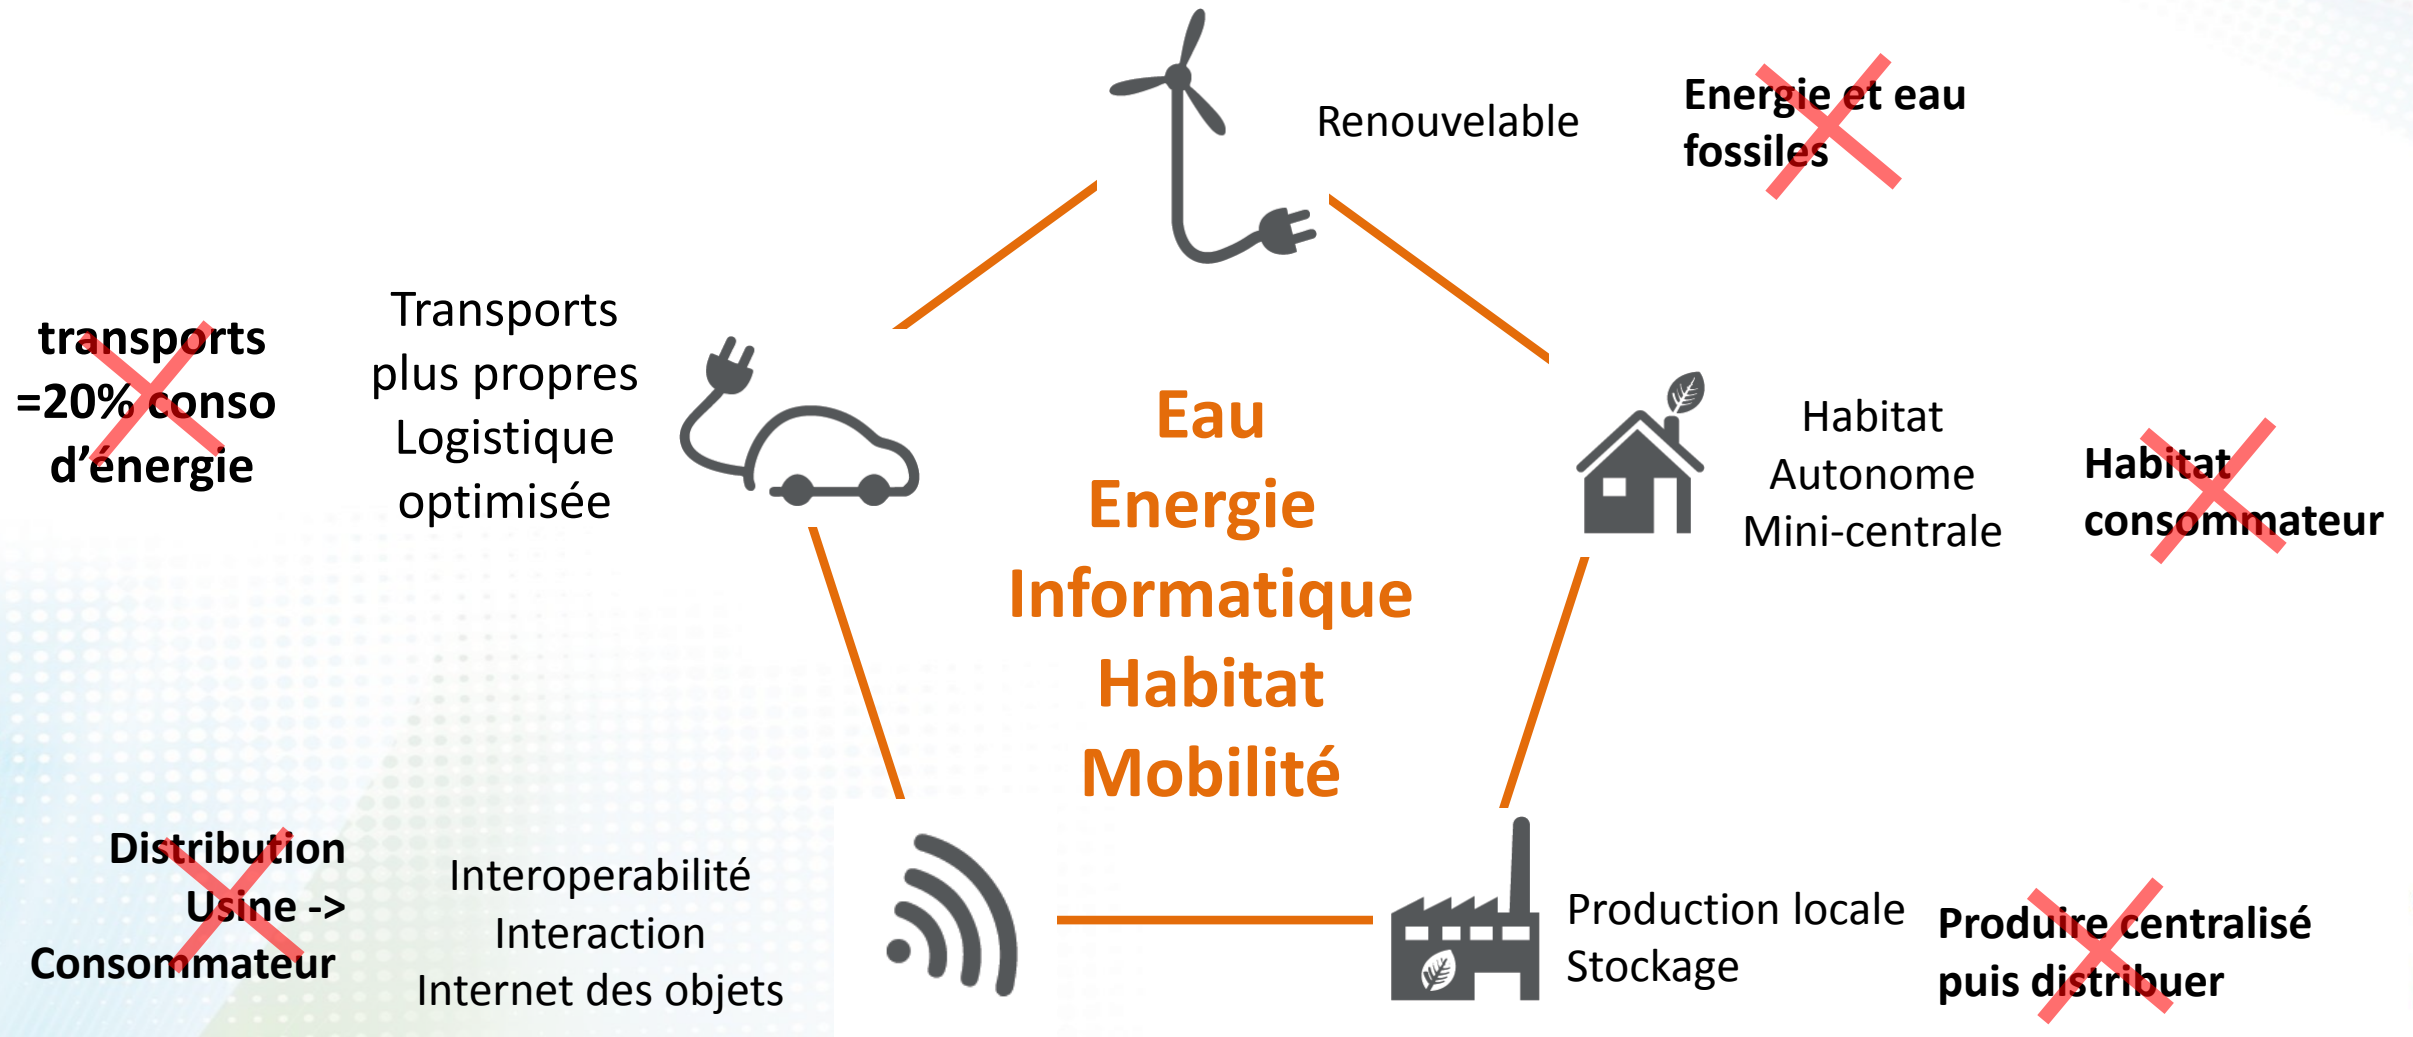 Renouvelable
Energie et eau
fossiles
transports
=20% conso
d’énergie
Transports
plus propres
Logistique
optimisée
Eau
Energie
Informatique
Habitat
Mobilité
Habitat
Autonome
Mini-centrale
Habitat
consommateur
Distribution
Usine ->
Consommateur
Interoperabilité
Interaction
Internet des objets
Production locale
Stockage
Produire centralisé
puis distribuer